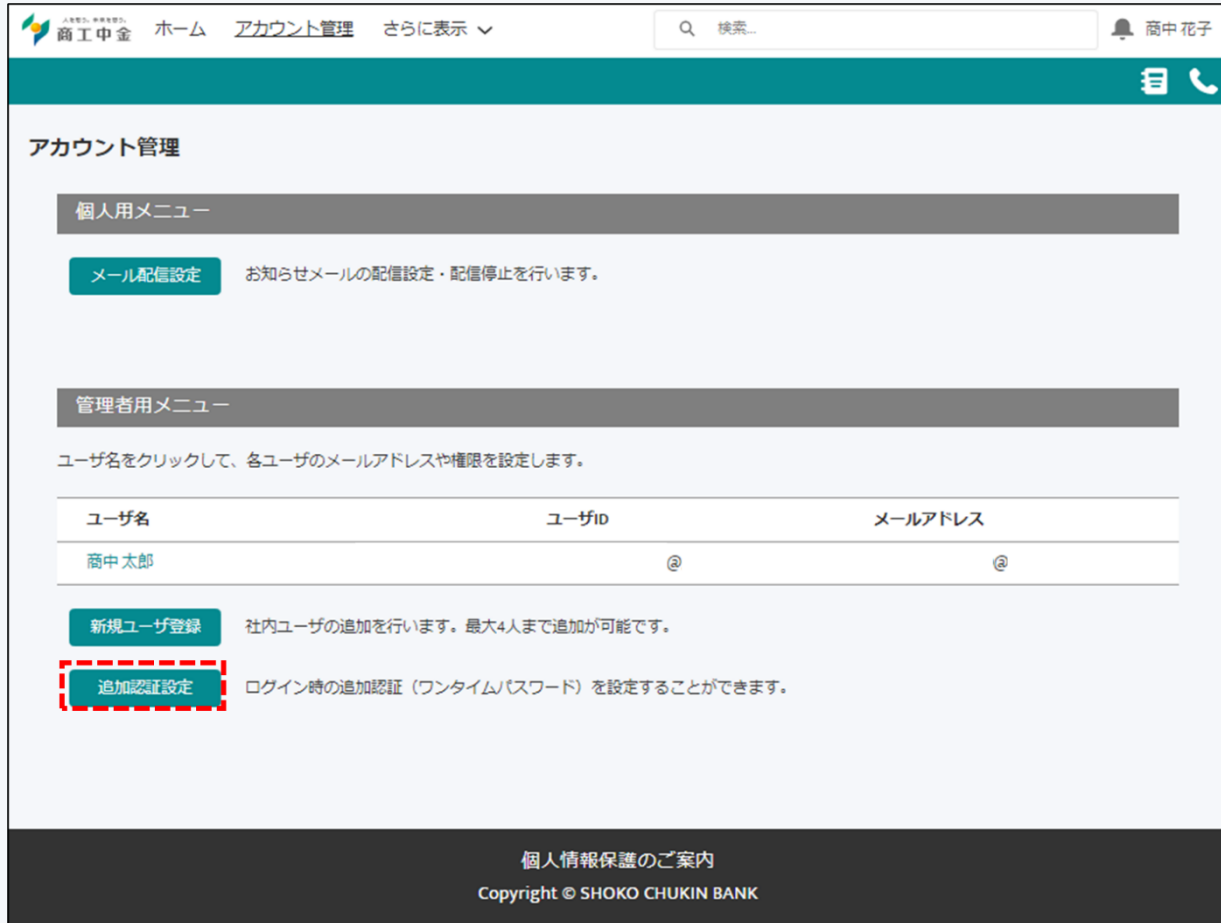 人を思う。未来を想う。
商工中金 ホーム アカウント管理 さらに表示 検索... 商中 花子
アカウント管理
個人用メニュー
メール配信設定 お知らせメールの配信設定・配信停止を行います。
管理者用メニュー
ユーザ名をクリックして、各ユーザのメールアドレスや権限を設定します。
ユーザ名 ユーザID メールアドレス
商中 太郎 @ @
新規ユーザ登録 社内ユーザの追加を行います。最大4人まで追加が可能です。
追加認証設定 ログイン時の追加認証（ワンタイムパスワード）を設定することができます。
個人情報保護のご案内
Copyright © SHOKO CHUKIN BANK